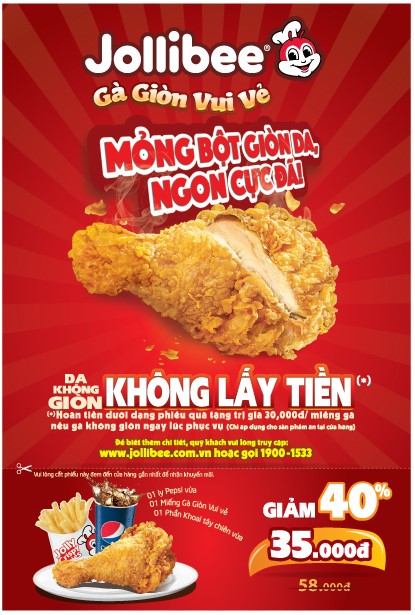 Jollibee®
Gà Giòn Vui Vẻ
MỎNG BỘT GIÒN DA,
NGON CỰC ĐÃ!
DA KHÔNG GIÒN KHÔNG LẤY TIỀN (*)
(*)Hoàn tiền dưới dạng phiếu quà tặng trị giá 30,000đ/ miếng gà
nếu gà không giòn ngay lúc phục vụ (Chỉ áp dụng cho sản phẩm ăn tại cửa hàng)
Để biết thêm chi tiết, quý khách vui lòng truy cập:
www.jollibee.com.vn hoặc gọi 1900-1533
Vui lòng cắt phiếu này đem đến cửa hàng gần nhất để nhận khuyến mãi.
01 ly Pepsi vừa
01 Miếng Gà Giòn Vui vẻ
01 Phần Khoai tây chiên vừa
GIẢM 40%
35.000đ
58.000đ